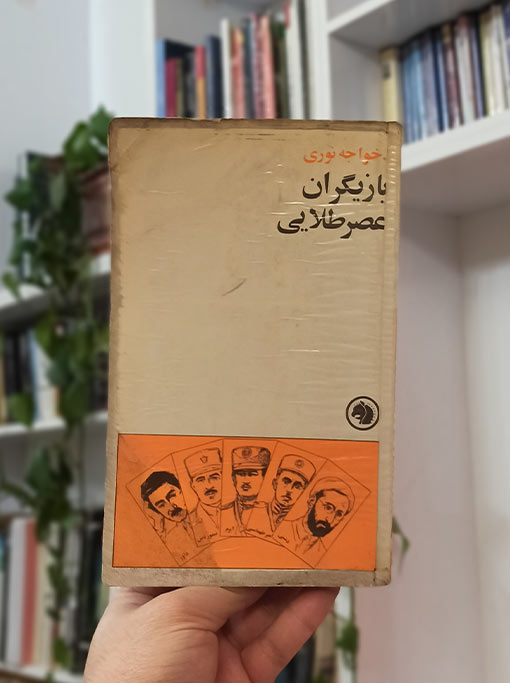 خواجه نوری
بازیگران
عصر طلایی